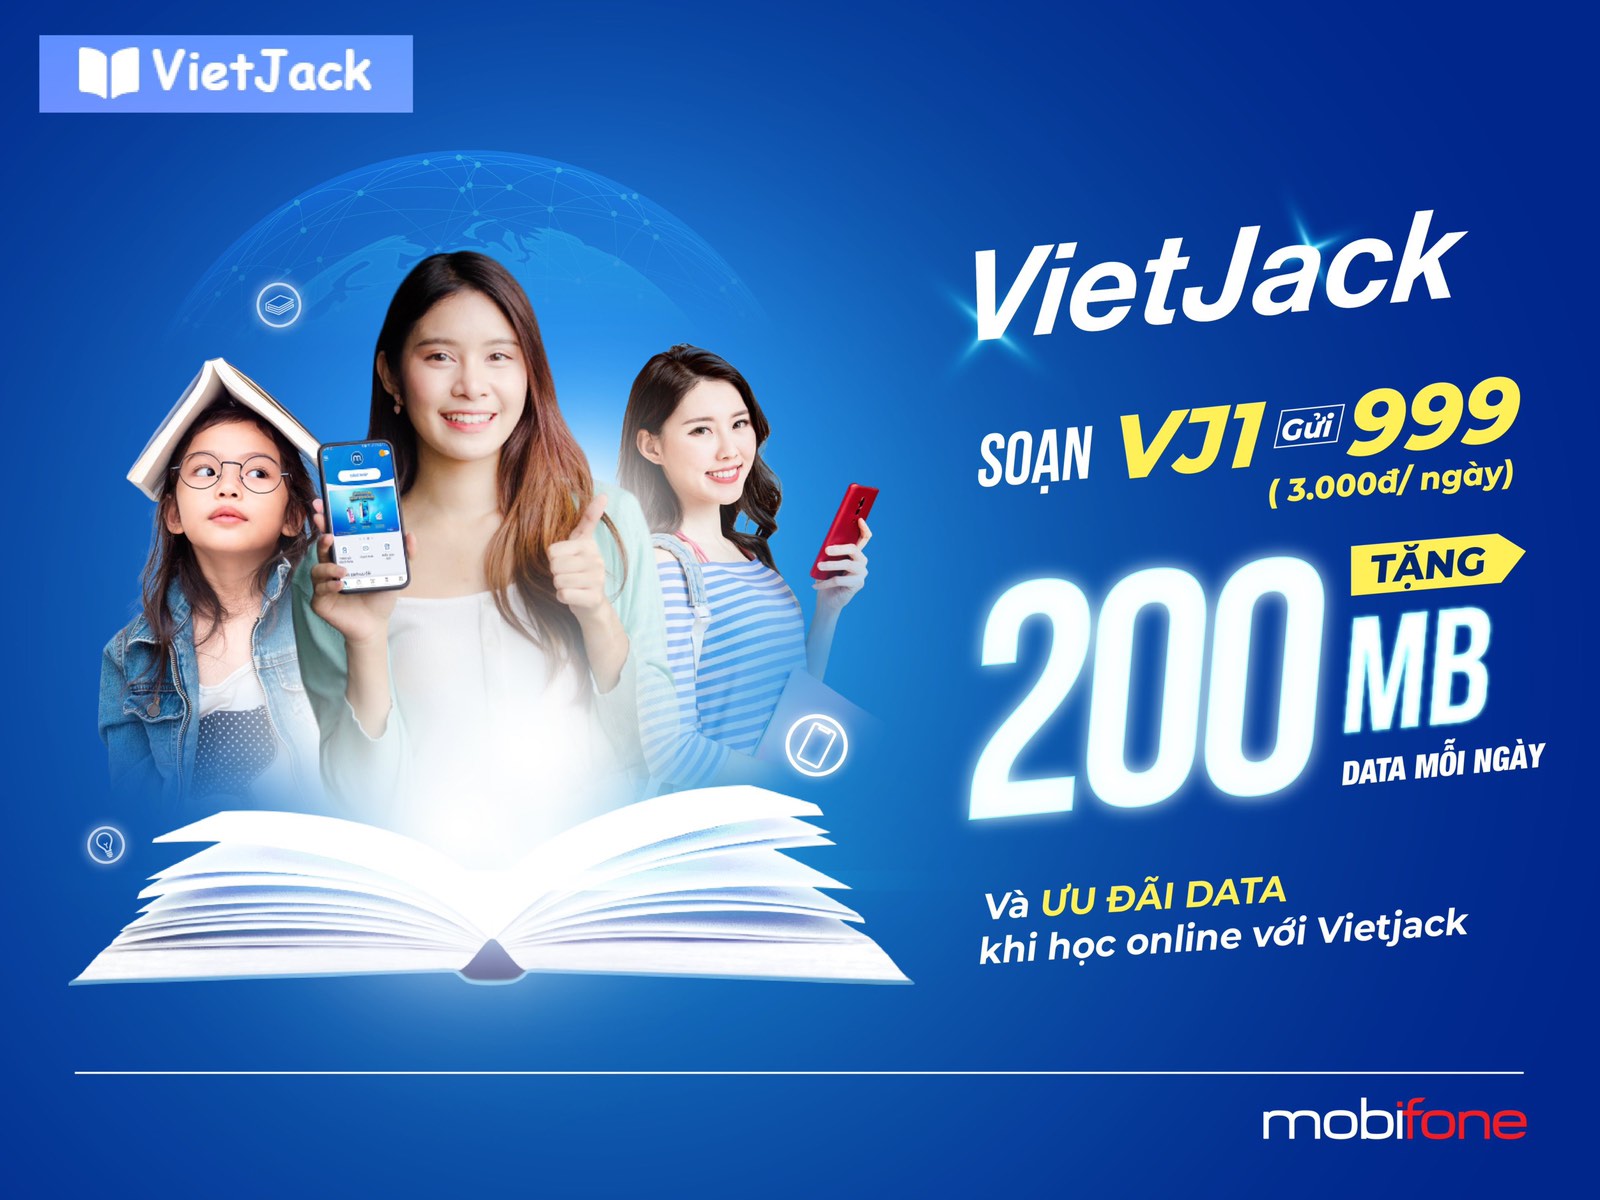 VietJack
VietJack
SOẠN VJ1 Gửi 999
( 3.000đ/ ngày)
TẶNG
200 MB
DATA MỖI NGÀY
Và ƯU ĐÃI DATA
khi học online với Vietjack
mobifone